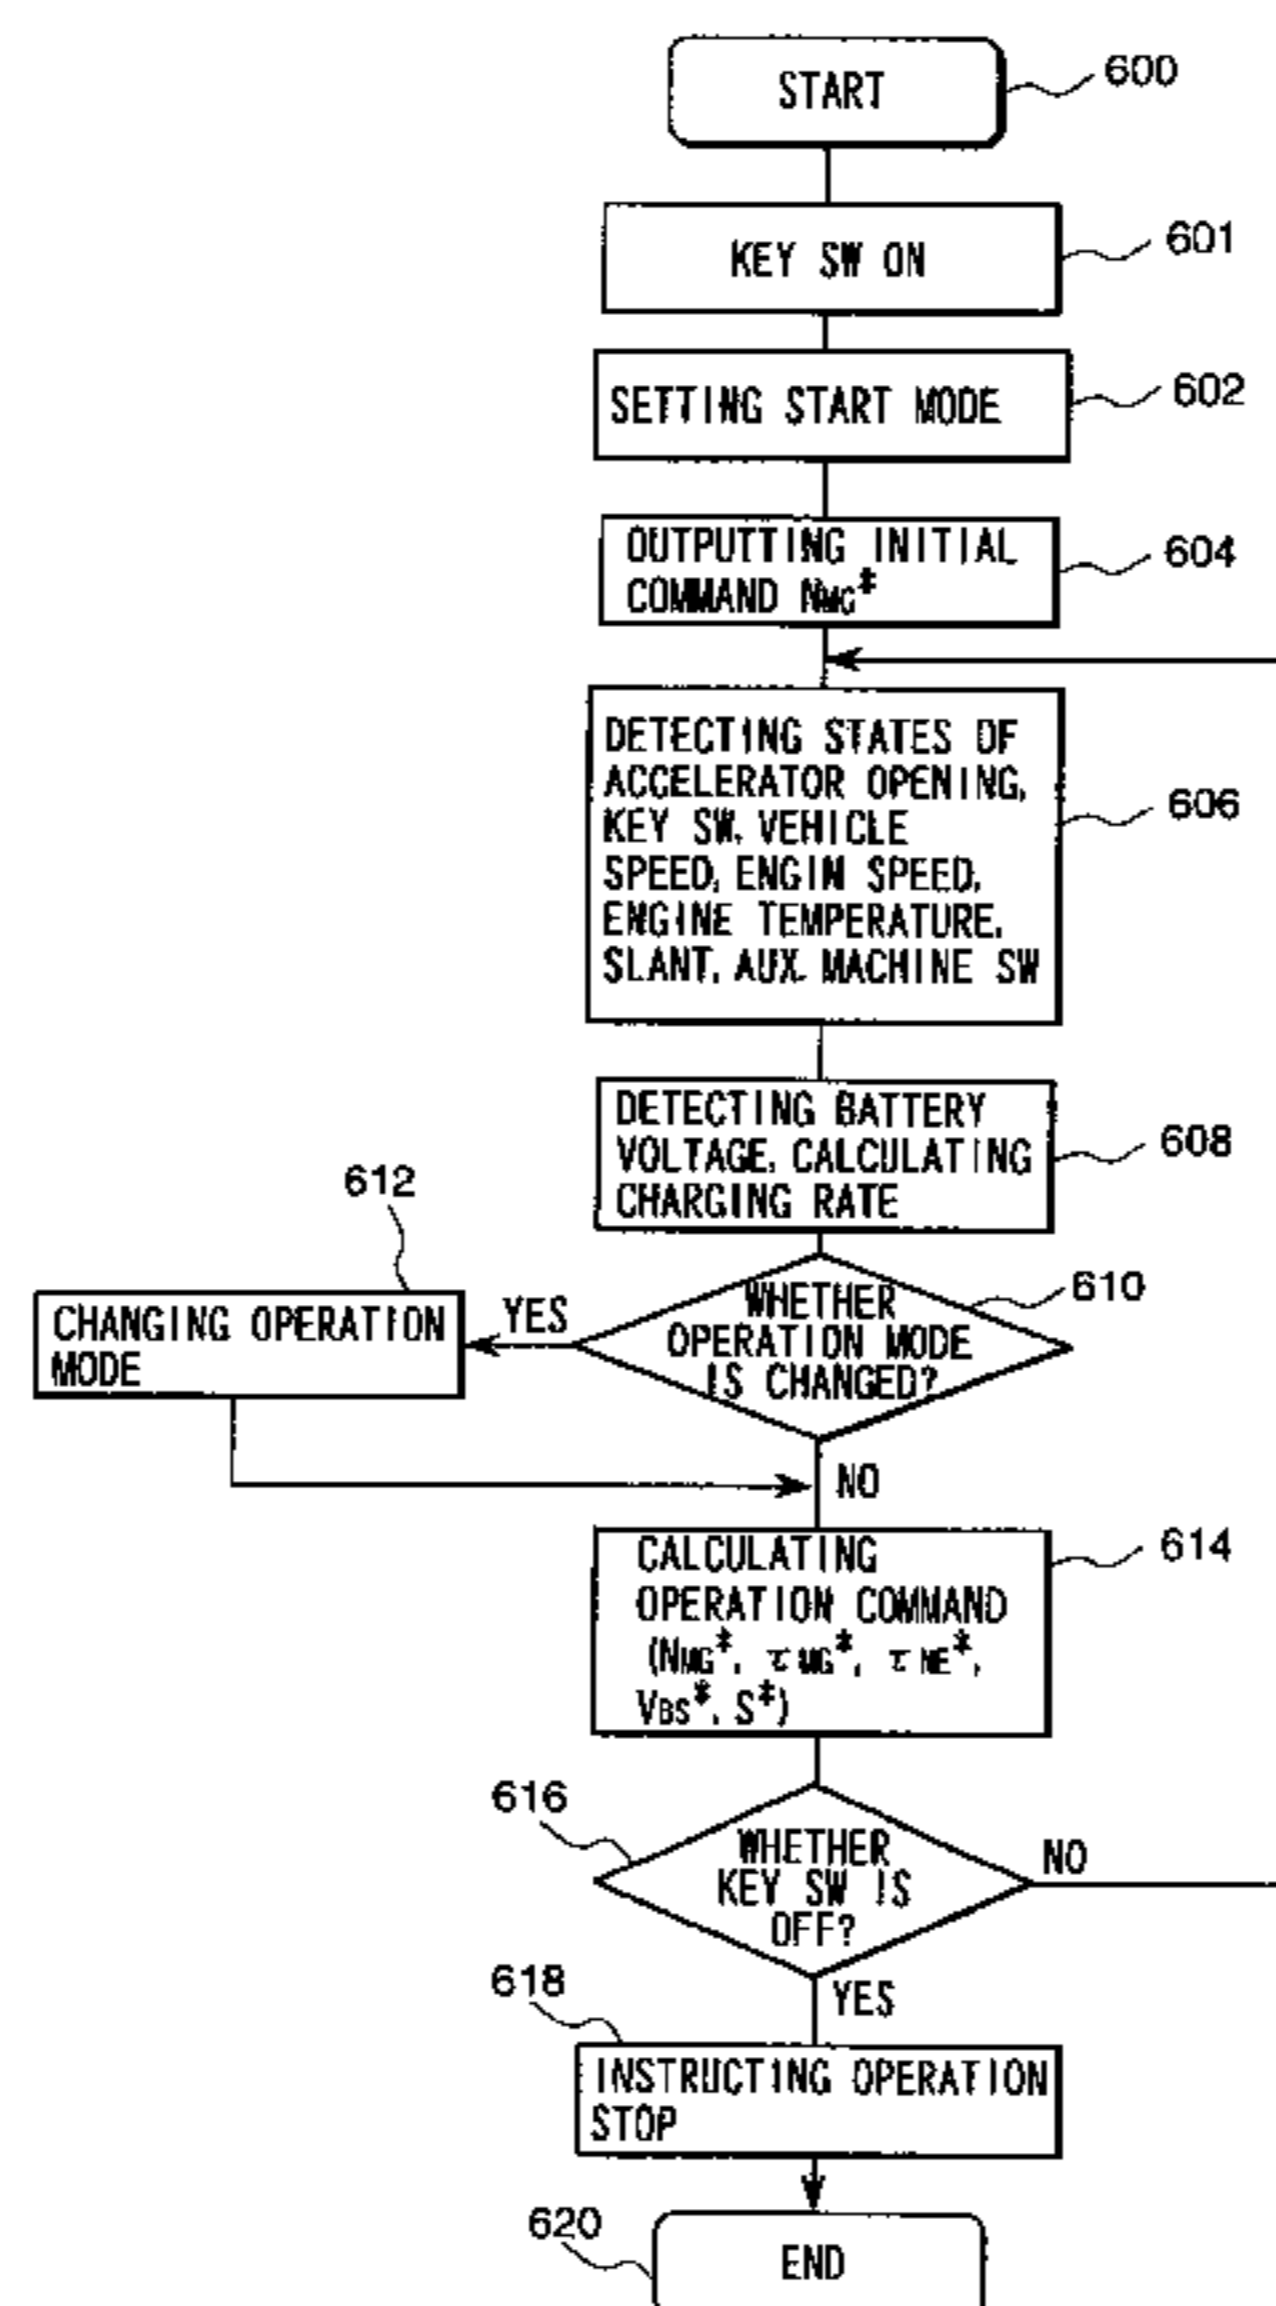 START
600
KEY SW ON
601
SETTING START MODE
602
OUTPUTTING INITIAL
COMMAND NMG*
604
DETECTING STATES OF
ACCELERATOR OPENING,
KEY SW, VEHICLE
SPEED, ENGIM SPEED,
ENGINE TEMPERATURE,
SLANT, AUX. MACHINE SW
606
DETECTING BATTERY
VOLTAGE, CALCULATING
CHARGING RATE
608
612
CHANGING OPERATION
MODE
YES
WHETHER
OPERATION MODE
IS CHANGED?
610
NO
CALCULATING
OPERATION COMMAND
(NMG*, τMG*, τNE*,
VBS*, S*)
614
616
WHETHER
KEY SW IS
OFF?
NO
YES
618
INSTRUCTING OPERATION
STOP
620
END